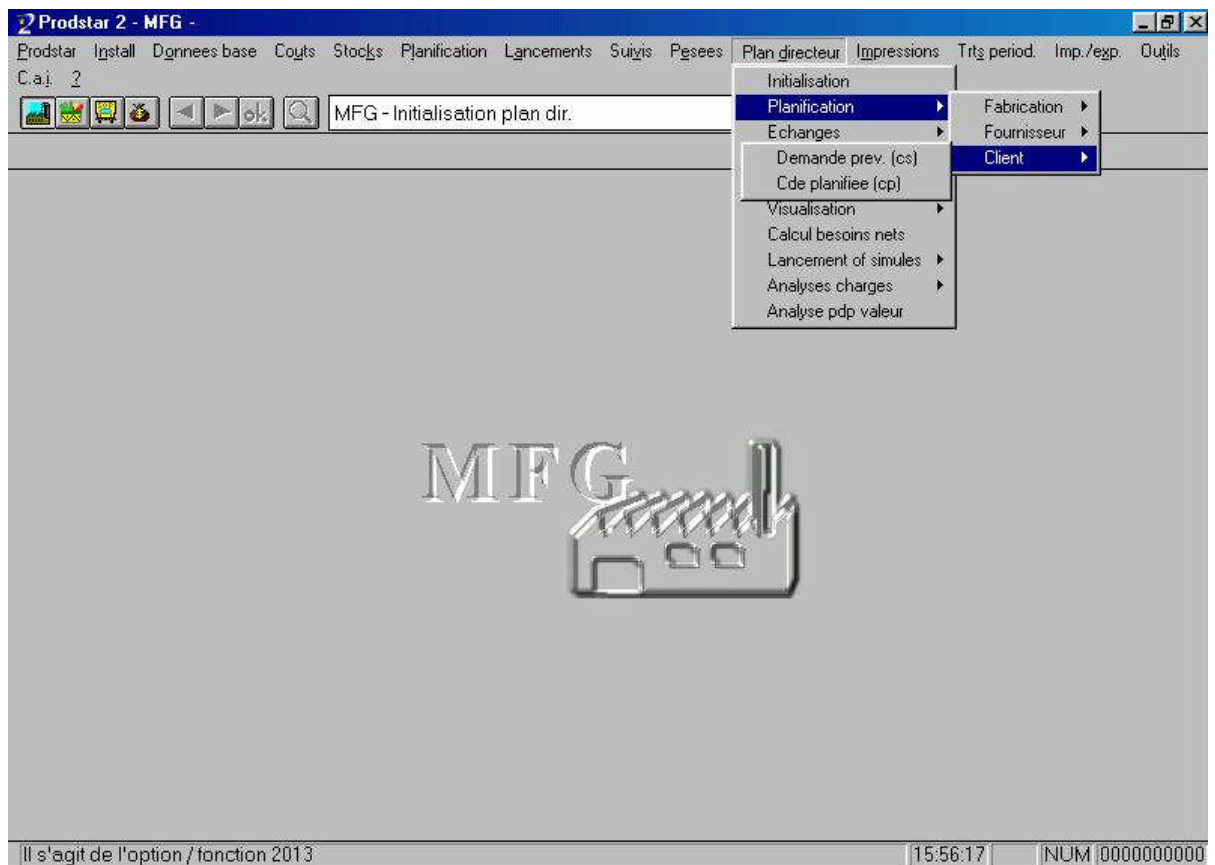 Prodstar 2 - MFG -
Prodstar Install Donnees base Couts Stocks Planification Lancements Suivis Pesees Plan directeur Impressions Trts period. Imp./exp. Outils
C.a.j. ?
ok MFG - Initialisation plan dir.
Initialisation
Planification
Echanges
Demande prev. (cs)
Cde planifiee (cp)
Visualisation
Calcul besoins nets
Lancement of simules
Analyses charges
Analyse pdp valeur
Fabrication
Fournisseur
Client
MFG
Il s'agit de l'option / fonction 2013 15:56:17 NUM 0000000000